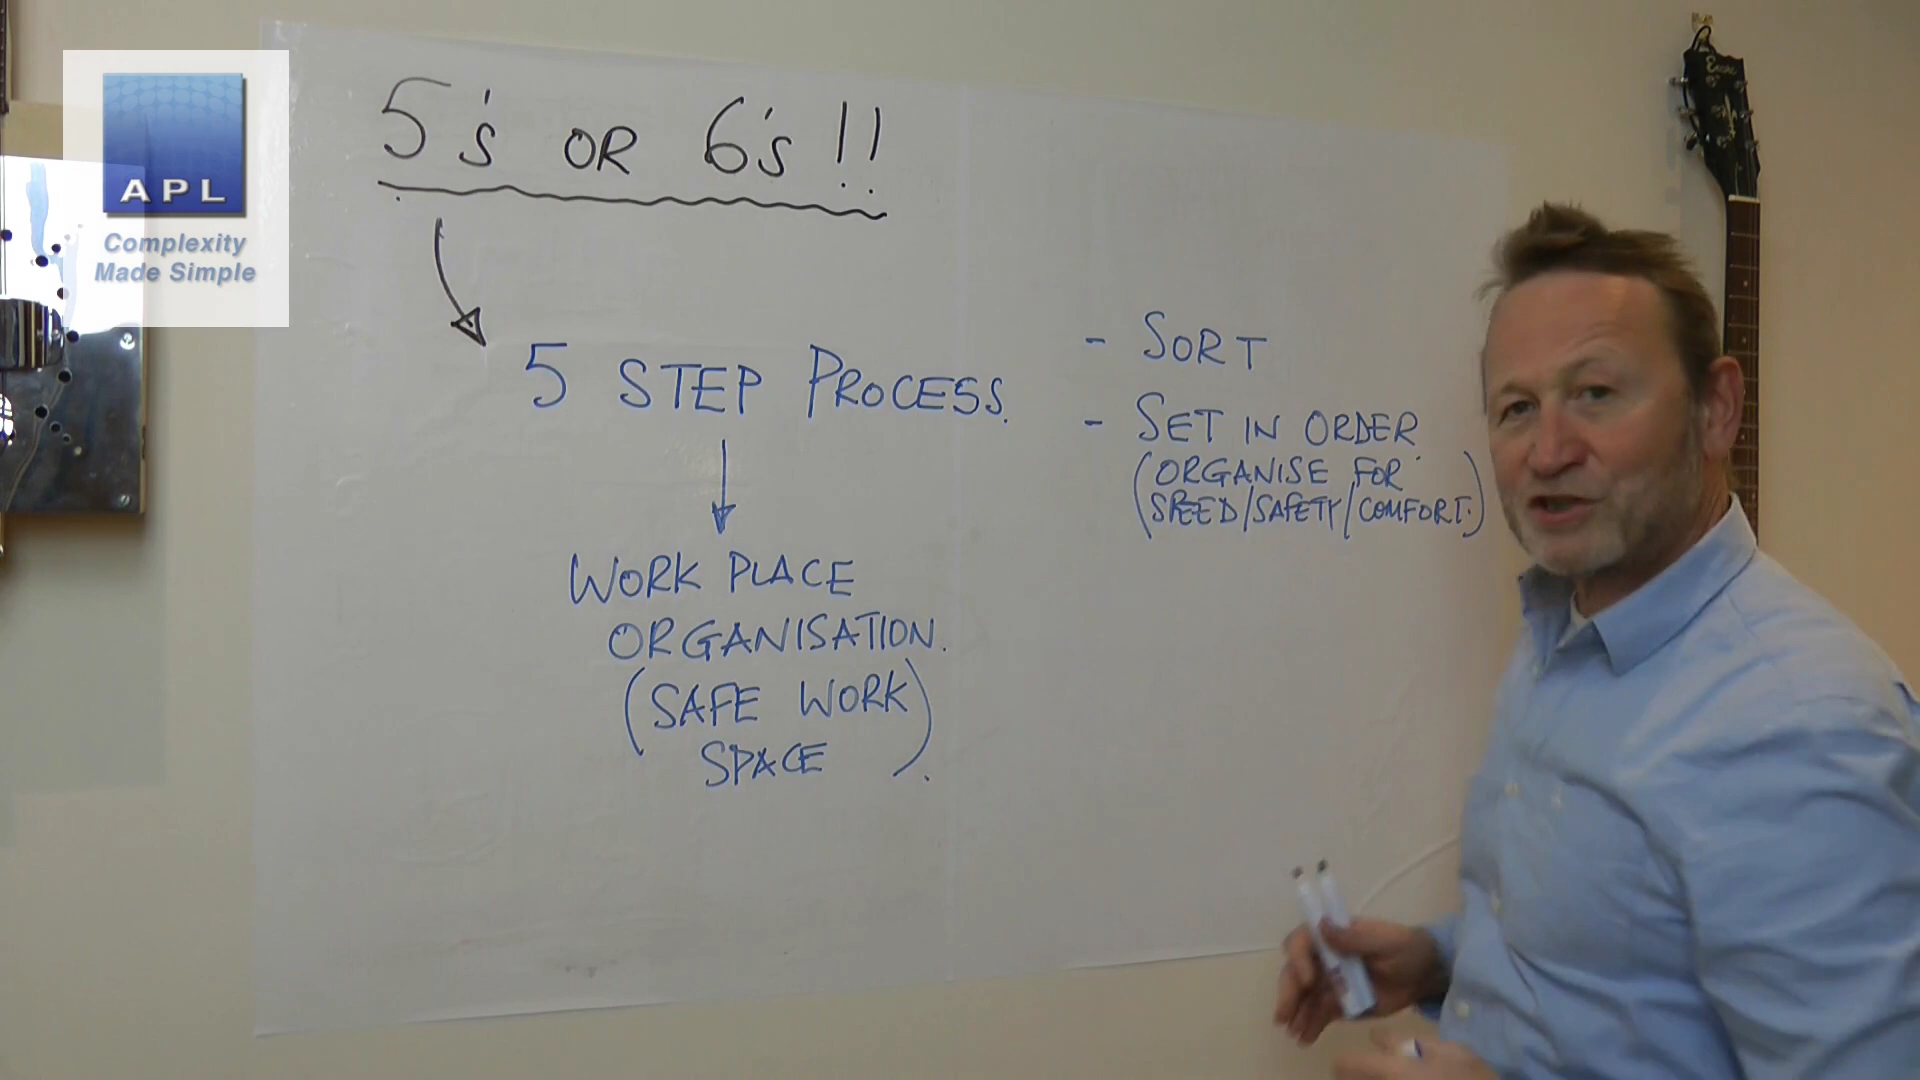 APL
Complexity
Made Simple
5's OR 6's !!
5 STEP PROCESS.
WORK PLACE
ORGANISATION.
(SAFE WORK
SPACE).
- SORT
- SET IN ORDER
(ORGANISE FOR
SPEED/SAFETY/COMFORT.)